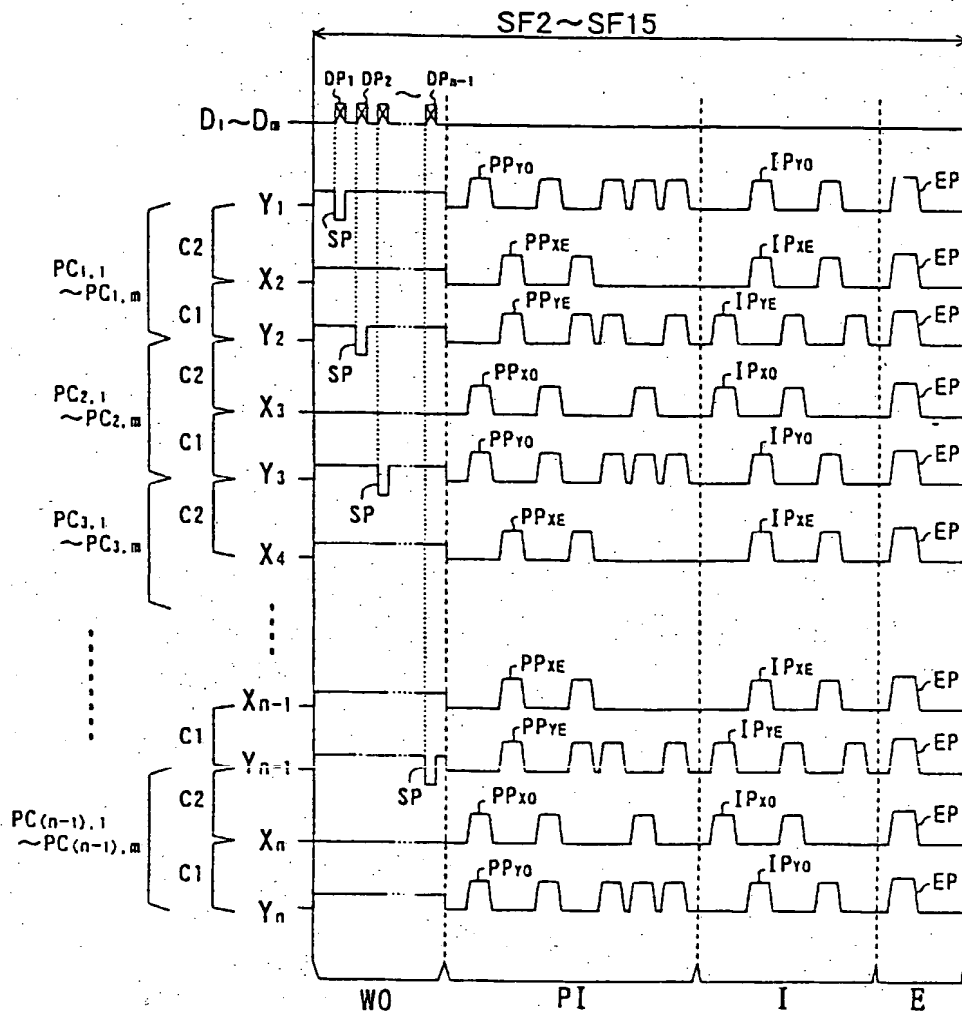 SF2~SF15
DP1 DP2 ~ DPn-1
D1~Dm
Y1 SP PPYO IPYO EP
C2
PC1,1
~PC1,m
X2 PPXE IPXE EP
C1
Y2 SP PPYE IPYE EP
C2
PC2,1
~PC2,m
X3 PPXO IPXO EP
C1
Y3 SP PPYO IPYO EP
C2
PC3,1
~PC3,m
X4 PPXE IPXE EP
Xn-1 PPXE IPXE EP
C1
Yn-1 SP PPYE IPYE EP
C2
PC(n-1),1
~PC(n-1),m
Xn PPXO IPXO EP
C1
Yn PPYO IPYO EP
WO PI I E